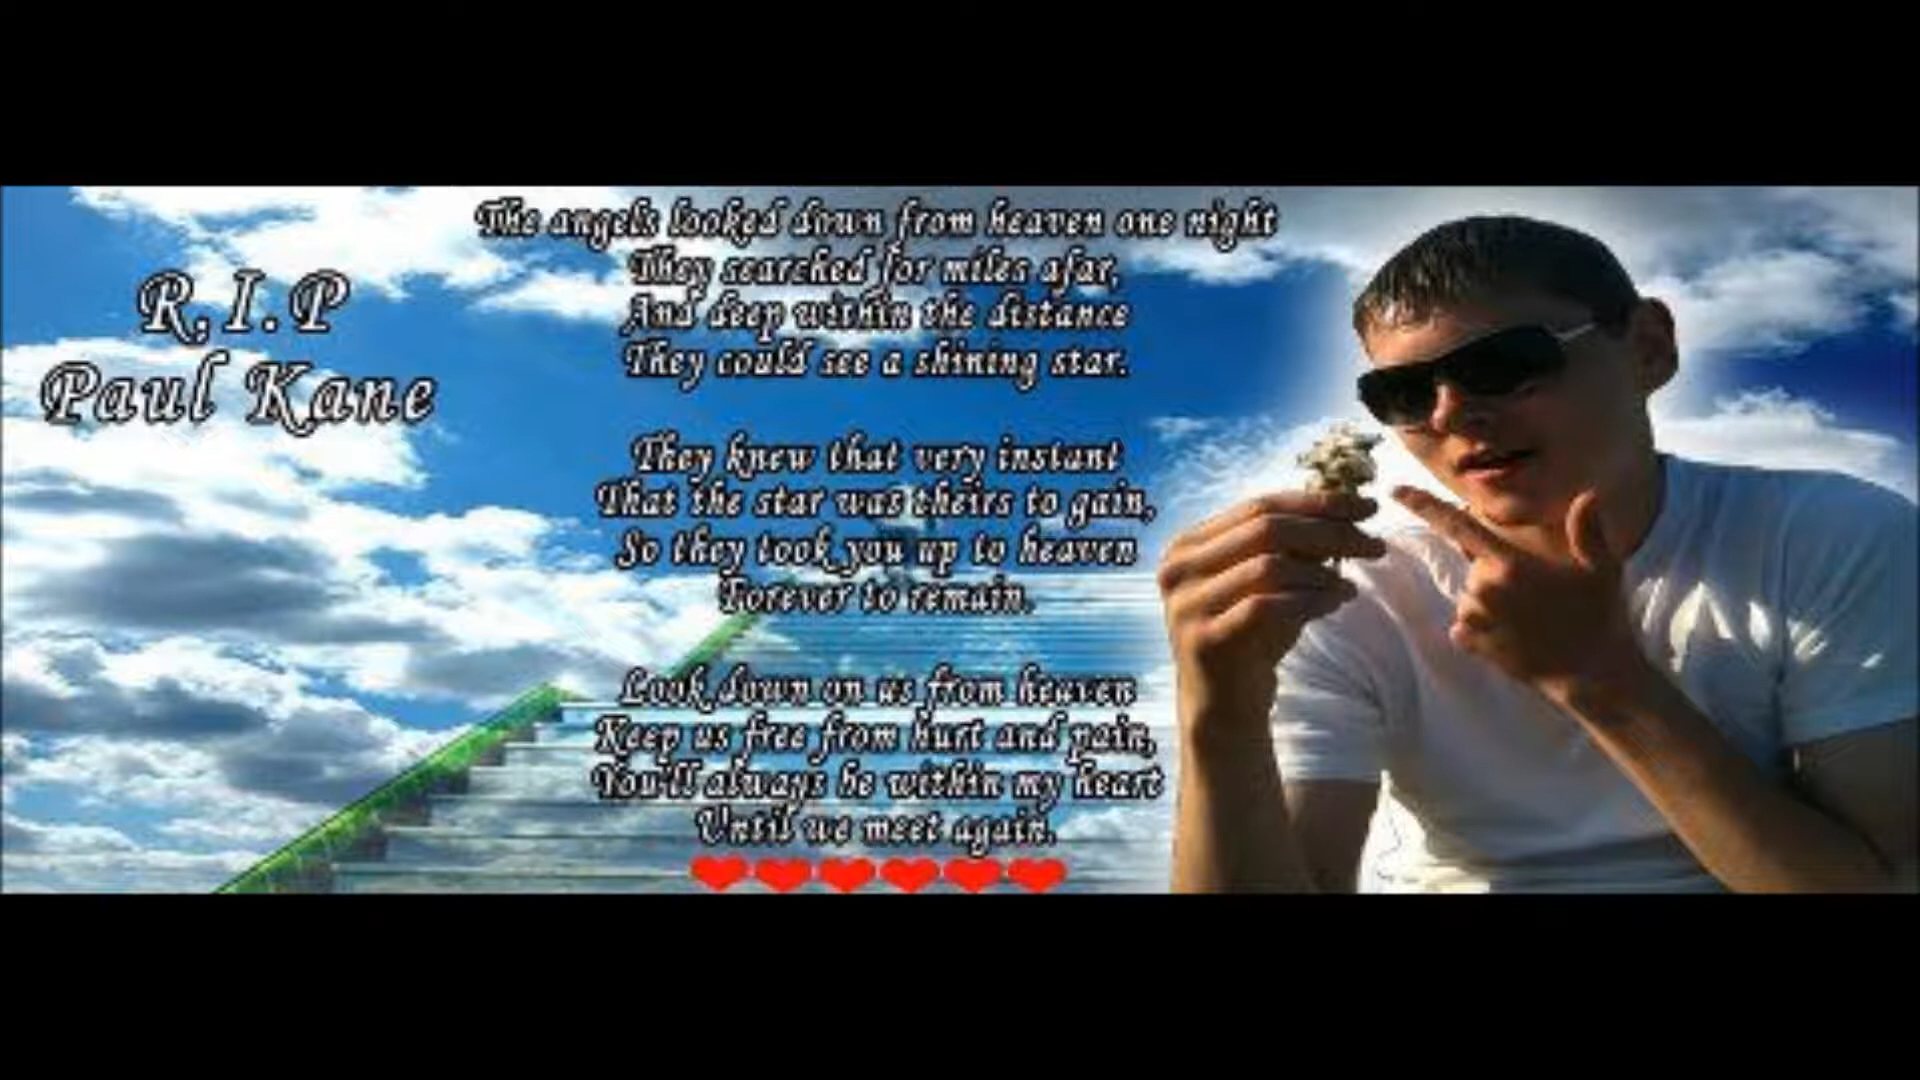 R.I.P
Paul Kane
The angels looked down from heaven one night
They searched for miles afar,
And deep within the distance
They could see a shining star.
They knew that very instant
That the star was theirs to gain,
So they took you up to heaven
Forever to remain.
Look down on us from heaven
Keep us free from hurt and pain,
You'll always be within my heart
Until we meet again.